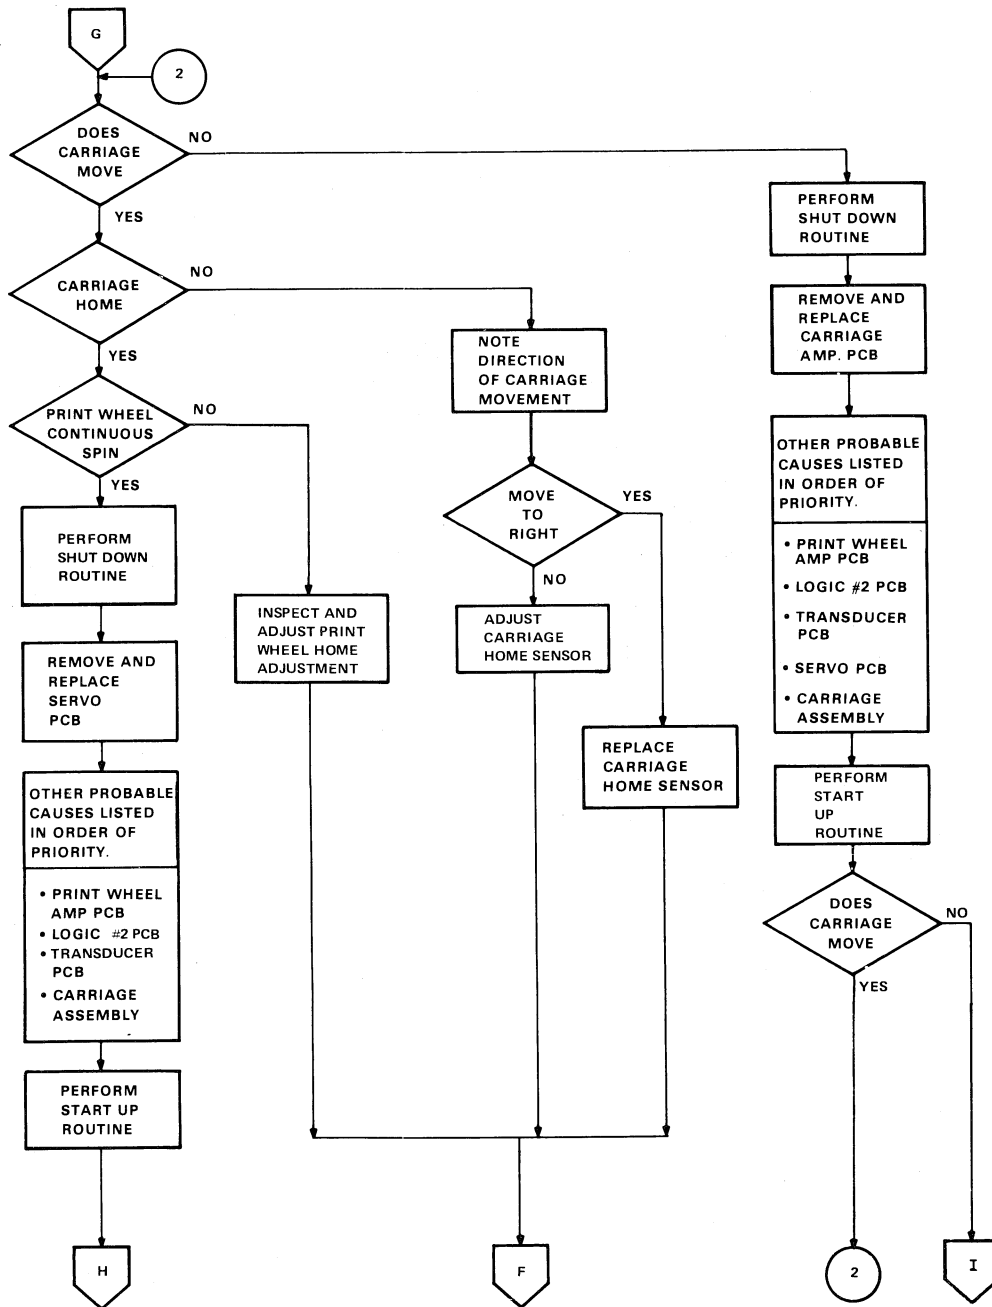 G
2
DOES
CARRIAGE
MOVE
NO
YES
CARRIAGE
HOME
NO
YES
PRINT WHEEL
CONTINUOUS
SPIN
NO
YES
PERFORM
SHUT DOWN
ROUTINE
REMOVE AND
REPLACE
SERVO
PCB
OTHER PROBABLE
CAUSES LISTED
IN ORDER OF
PRIORITY.
• PRINT WHEEL
AMP PCB
• LOGIC #2 PCB
• TRANSDUCER
PCB
• CARRIAGE
ASSEMBLY
PERFORM
START UP
ROUTINE
H
INSPECT AND
ADJUST PRINT
WHEEL HOME
ADJUSTMENT
NOTE
DIRECTION
OF CARRIAGE
MOVEMENT
MOVE
TO
RIGHT
YES
NO
ADJUST
CARRIAGE
HOME SENSOR
REPLACE
CARRIAGE
HOME SENSOR
F
PERFORM
SHUT DOWN
ROUTINE
REMOVE AND
REPLACE
CARRIAGE
AMP. PCB
OTHER PROBABLE
CAUSES LISTED
IN ORDER OF
PRIORITY.
• PRINT WHEEL
AMP PCB
• LOGIC #2 PCB
• TRANSDUCER
PCB
• SERVO PCB
• CARRIAGE
ASSEMBLY
PERFORM
START
UP
ROUTINE
DOES
CARRIAGE
MOVE
NO
YES
2
I